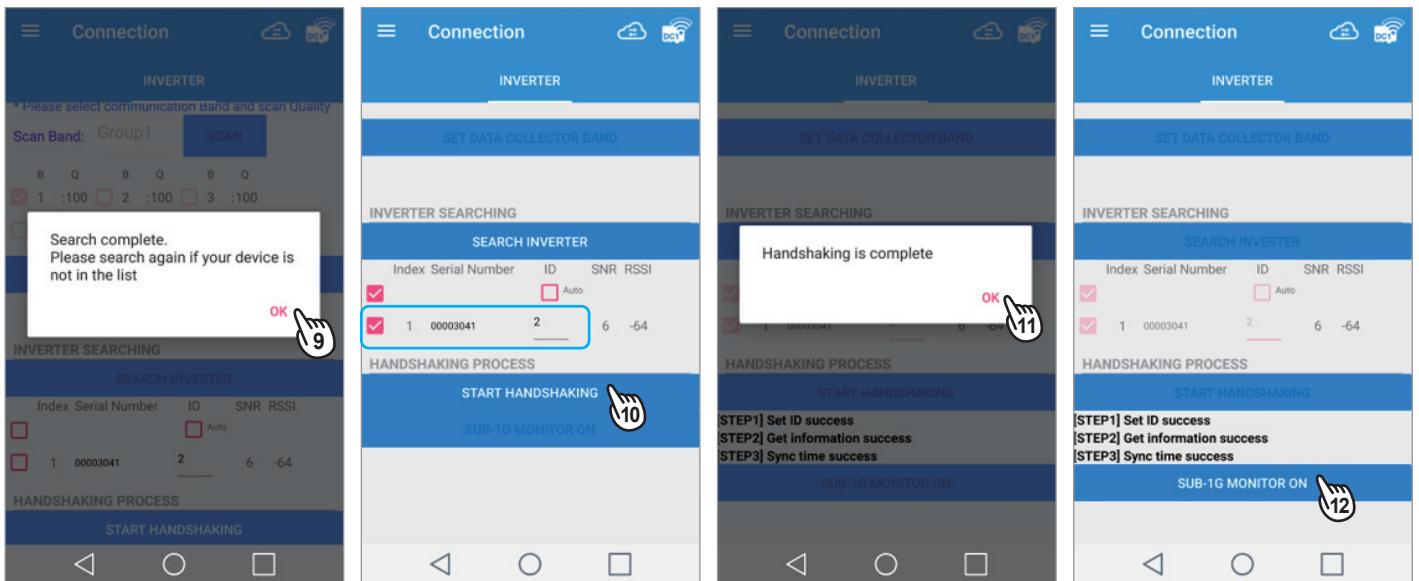 Connection
DC1
INVERTER
* Please select communication Band and scan Quality
Scan Band: Group1 SCAN
B Q B Q B Q
1 :100 2 :100 3 :100
Search complete.
Please search again if your device is
not in the list
OK
9
INVERTER SEARCHING
SEARCH INVERTER
Index Serial Number ID SNR RSSI
Auto
1 00003041 2 6 -64
HANDSHAKING PROCESS
START HANDSHAKING
Connection
DC1
INVERTER
SET DATA COLLECTOR BAND
INVERTER SEARCHING
SEARCH INVERTER
Index Serial Number ID SNR RSSI
Auto
1 00003041 2 6 -64
HANDSHAKING PROCESS
START HANDSHAKING
10
SUB-1G MONITOR ON
Connection
DC1
INVERTER
SET DATA COLLECTOR BAND
INVERTER SEARCHING
Handshaking is complete
OK
11
1 00003041 6 -64
HANDSHAKING PROCESS
START HANDSHAKING
[STEP1] Set ID success
[STEP2] Get information success
[STEP3] Sync time success
SUB-1G MONITOR ON
Connection
DC1
INVERTER
SET DATA COLLECTOR BAND
INVERTER SEARCHING
SEARCH INVERTER
Index Serial Number ID SNR RSSI
Auto
1 00003041 2 6 -64
HANDSHAKING PROCESS
START HANDSHAKING
[STEP1] Set ID success
[STEP2] Get information success
[STEP3] Sync time success
SUB-1G MONITOR ON
12